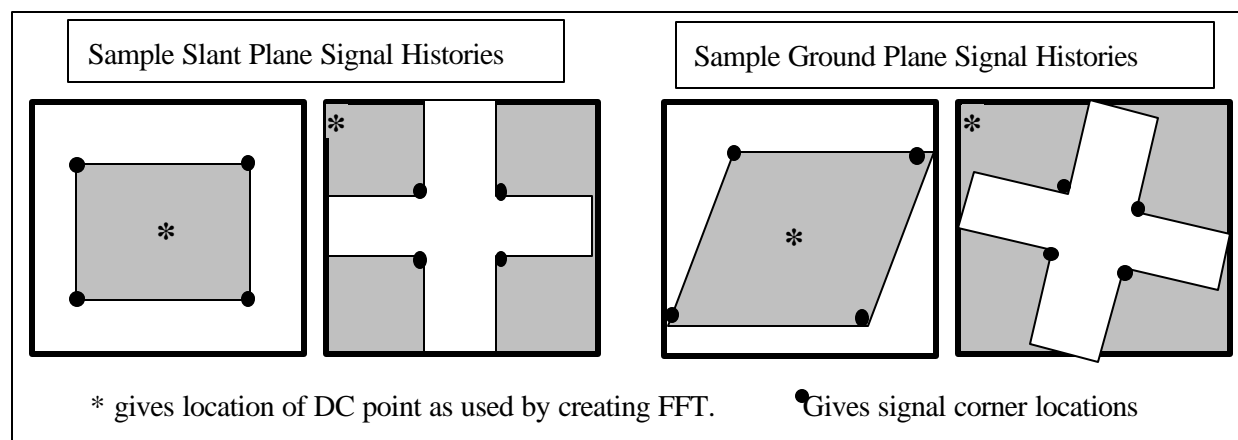 Sample Slant Plane Signal Histories
Sample Ground Plane Signal Histories
*
*
*
*
* gives location of DC point as used by creating FFT.
Gives signal corner locations